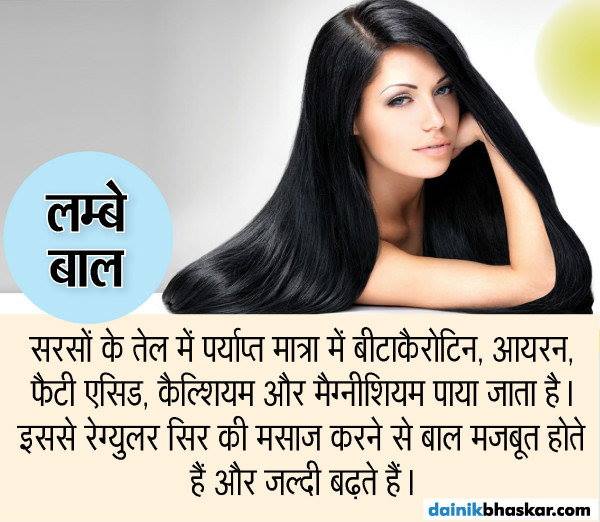 लम्बे
बाल
सरसों के तेल में पर्याप्त मात्रा में बीटाकैरोटिन, आयरन,
फैटी एसिड, कैल्शियम और मैग्नीशियम पाया जाता है।
इससे रेग्युलर सिर की मसाज करने से बाल मजबूत होते
हैं और जल्दी बढ़ते हैं।
dainikbhaskar.com